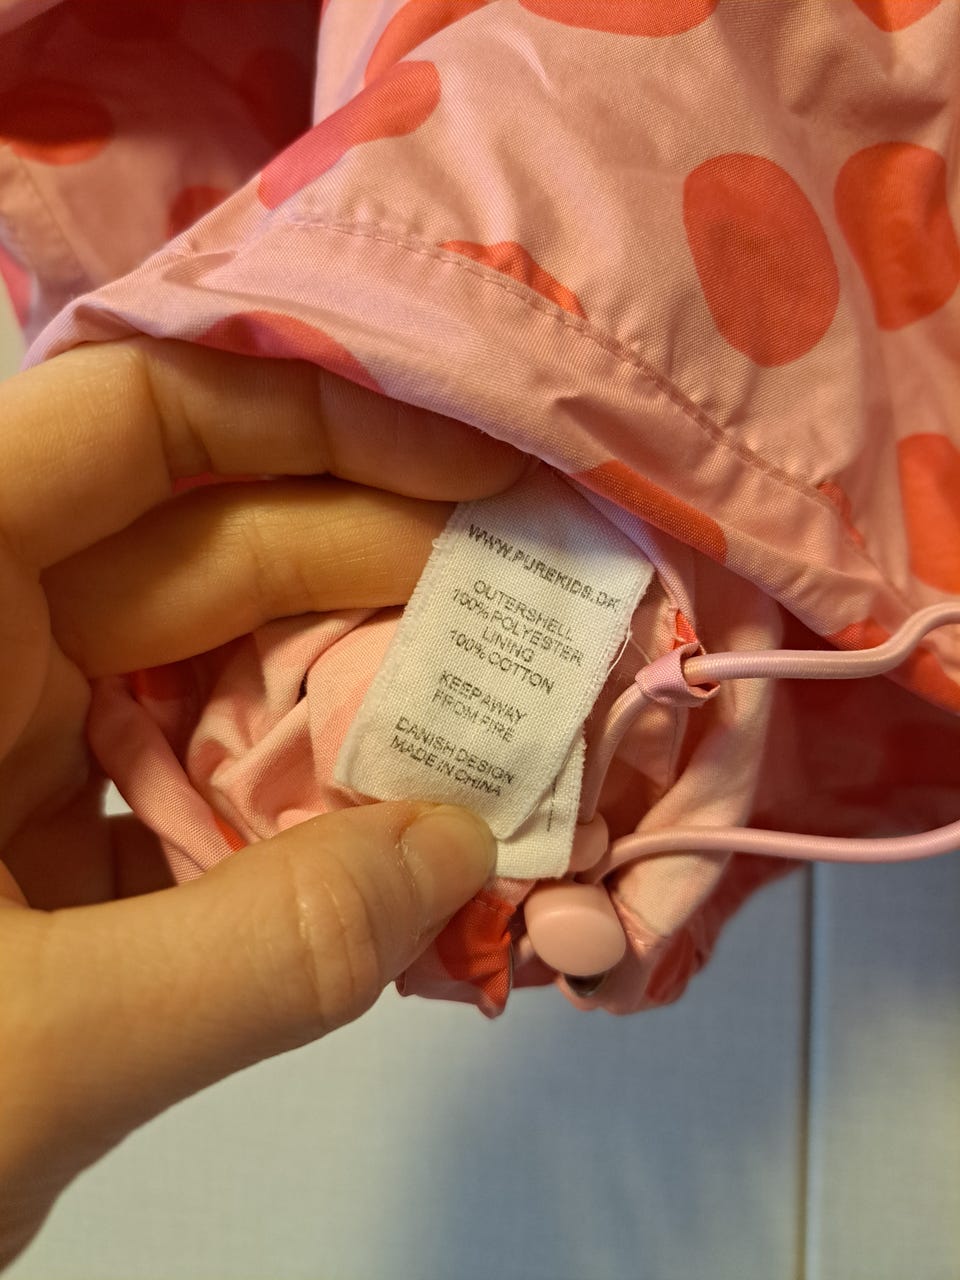 WWW.PUREKIDS.DK
OUTERSHELL
100% POLYESTER
LINING
100% COTTON
KEEP AWAY
FROM FIRE
DANISH DESIGN
MADE IN CHINA